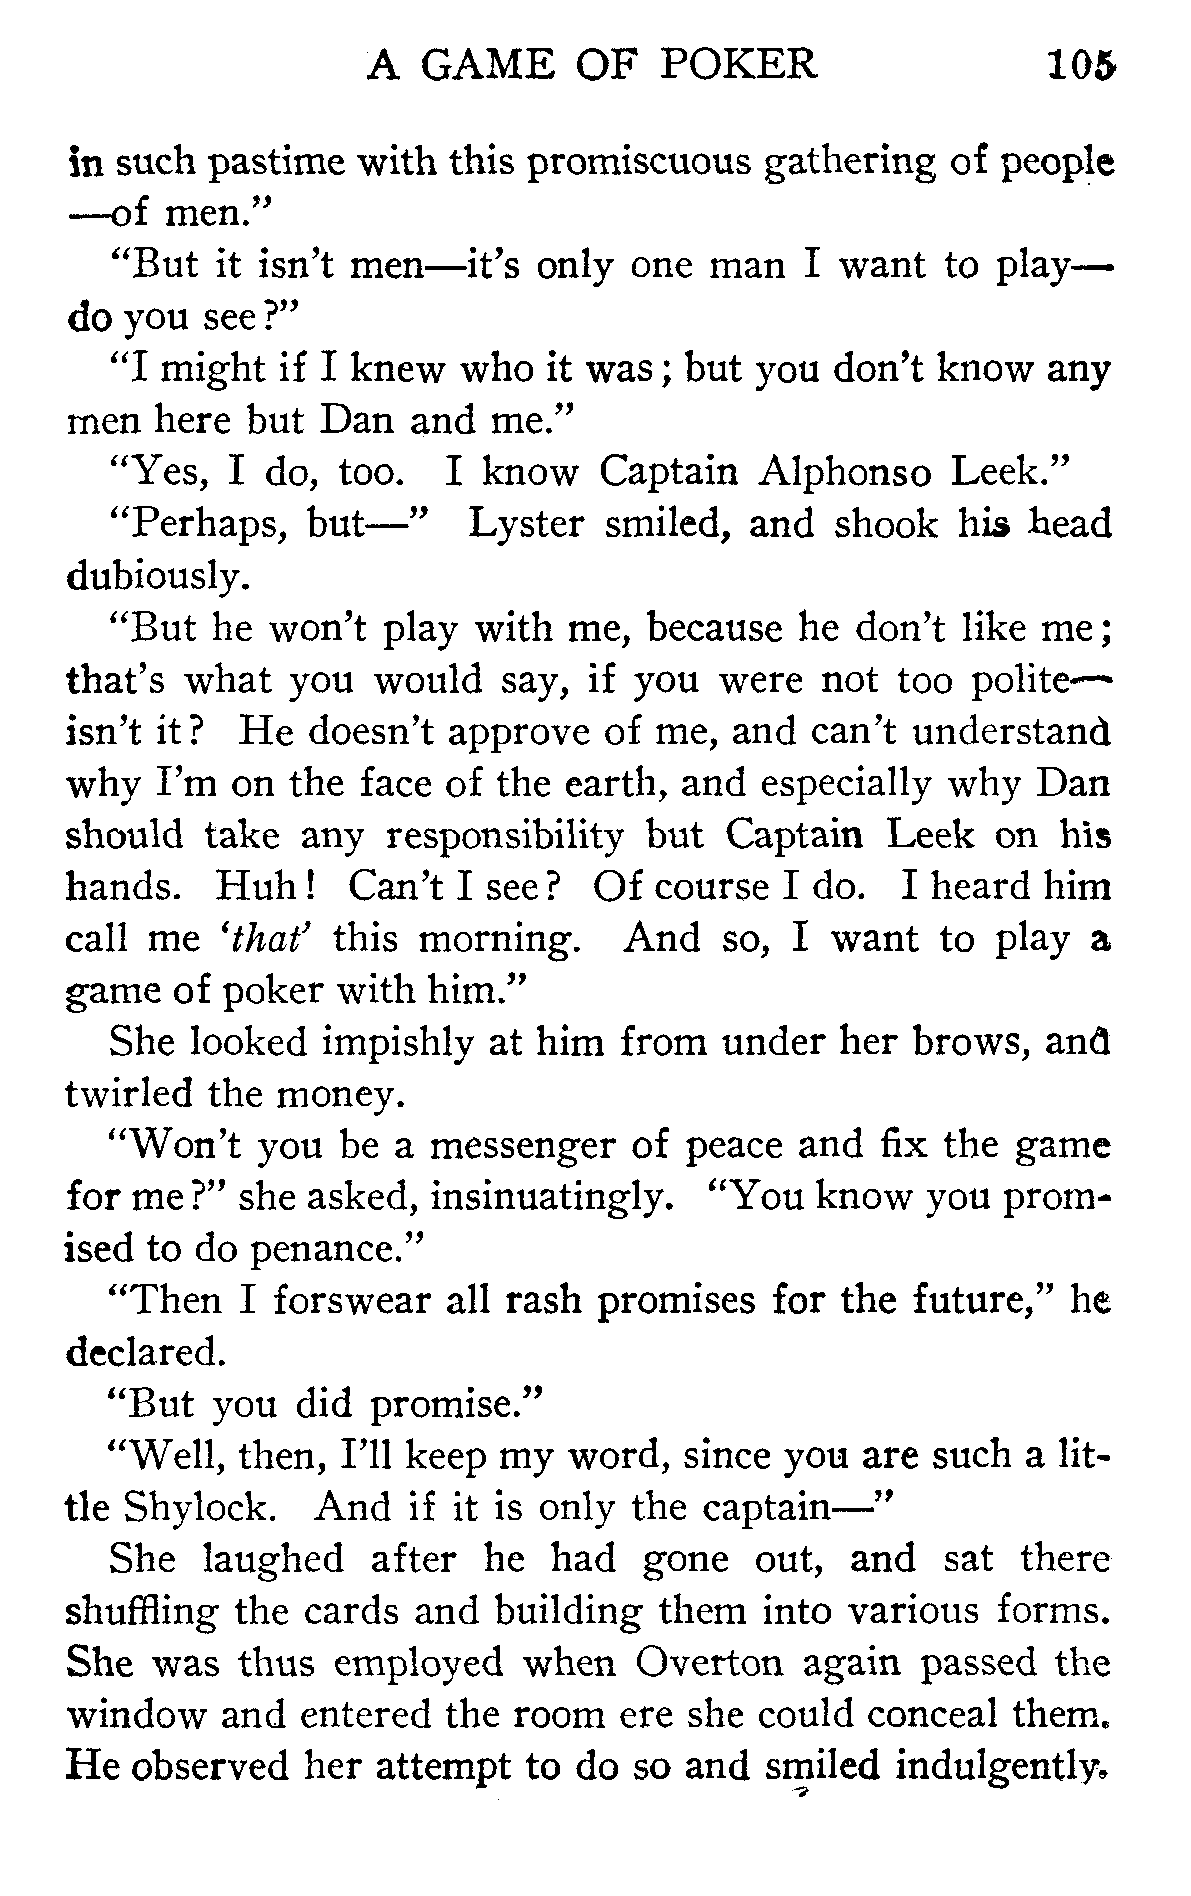 A GAME OF POKER 105
in such pastime with this promiscuous gathering of people
—of men.”
“But it isn’t men—it’s only one man I want to play—
do you see?”
“I might if I knew who it was; but you don’t know any
men here but Dan and me.”
“Yes, I do, too. I know Captain Alphonso Leek.”
“Perhaps, but—” Lyster smiled, and shook his head
dubiously.
“But he won’t play with me, because he don’t like me;
that’s what you would say, if you were not too polite—
isn’t it? He doesn’t approve of me, and can’t understand
why I’m on the face of the earth, and especially why Dan
should take any responsibility but Captain Leek on his
hands. Huh! Can’t I see? Of course I do. I heard him
call me ‘that’ this morning. And so, I want to play a
game of poker with him.”
She looked impishly at him from under her brows, and
twirled the money.
“Won’t you be a messenger of peace and fix the game
for me?” she asked, insinuatingly. “You know you prom-
ised to do penance.”
“Then I forswear all rash promises for the future,” he
declared.
“But you did promise.”
“Well, then, I’ll keep my word, since you are such a lit-
tle Shylock. And if it is only the captain—”
She laughed after he had gone out, and sat there
shuffling the cards and building them into various forms.
She was thus employed when Overton again passed the
window and entered the room ere she could conceal them.
He observed her attempt to do so and smiled indulgently.